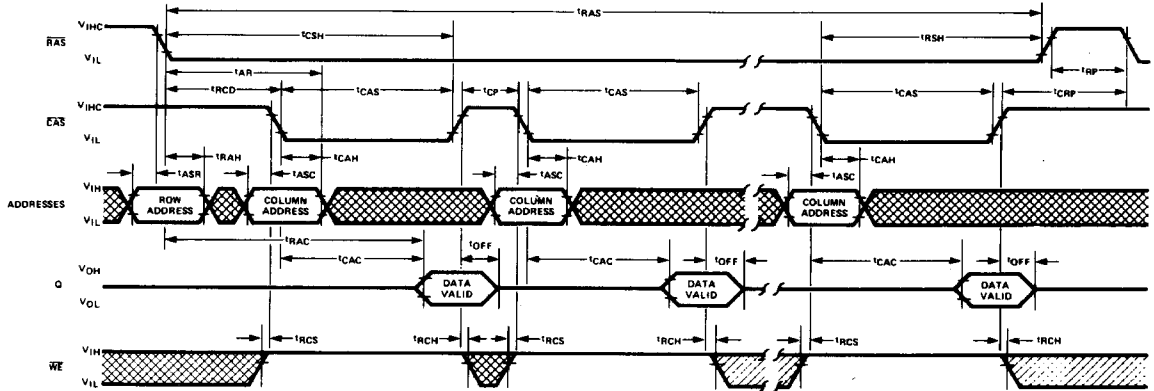 tRAS
VIHC
RAS
VIL
tCSH
tRSH
tAR
tRP
tRCD
tCAS
tCP
tCAS
tCAS
tCRP
VIHC
CAS
VIL
tRAH
tCAH
tCAH
tCAH
tASR
tASC
tASC
tASC
ADDRESSES
VIH
VIL
ROW ADDRESS
COLUMN ADDRESS
COLUMN ADDRESS
COLUMN ADDRESS
tRAC
tOFF
tCAC
tCAC
tOFF
tCAC
tOFF
VOH
Q
VOL
DATA VALID
DATA VALID
DATA VALID
tRCS
tRCH
tRCS
tRCH
tRCS
tRCH
VIH
WE
VIL